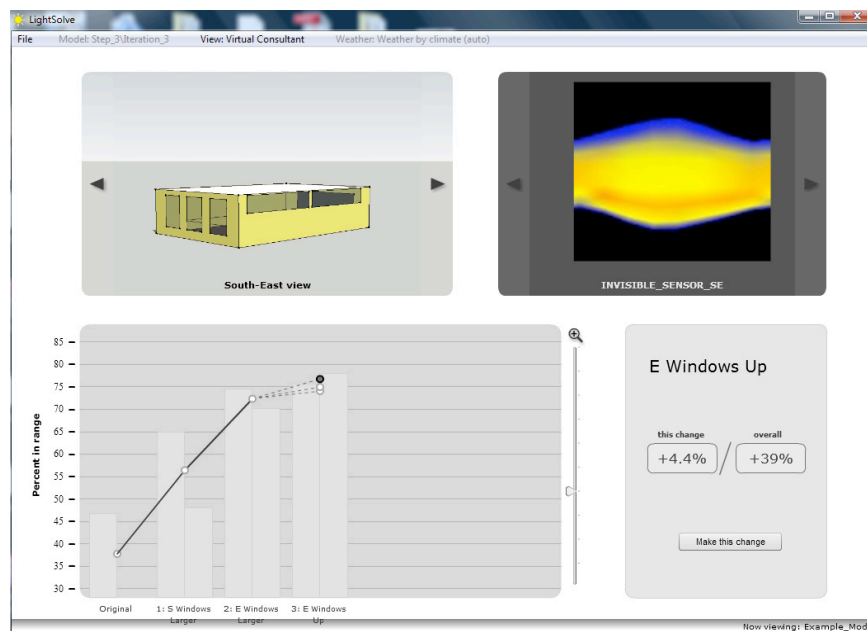 LightSolve
File Model: Step_3\Iteration_3 View: Virtual Consultant Weather: Weather by climate (auto)
South-East view
INVISIBLE_SENSOR_SE
Percent in range
85
80
75
70
65
60
55
50
45
40
35
30
Original
1: S Windows
Larger
2: E Windows
Larger
3: E Windows
Up
E Windows Up
this change
overall
+4.4%
+39%
Make this change
Now viewing: Example_Mod